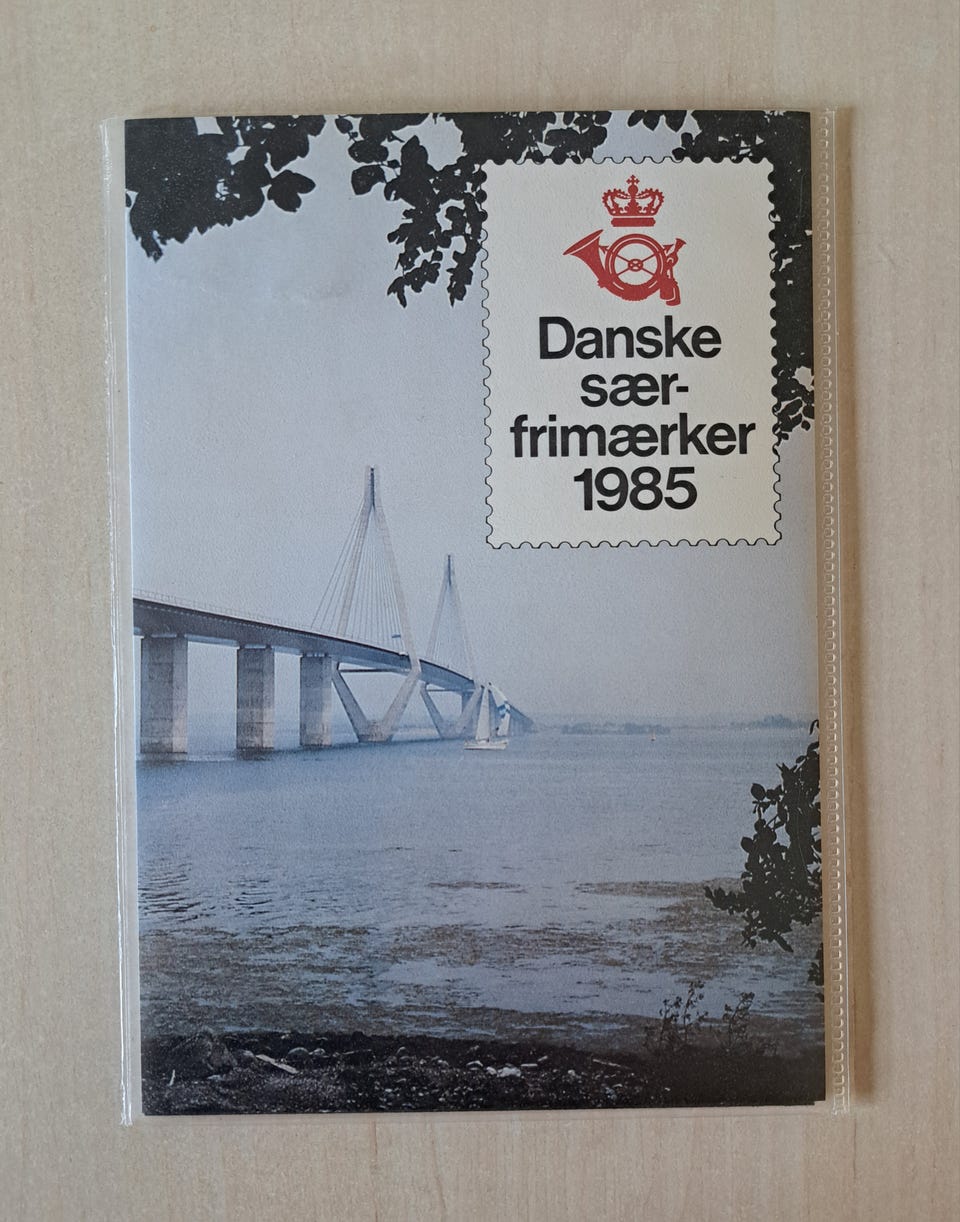 Danske
sær-
frimærker
1985